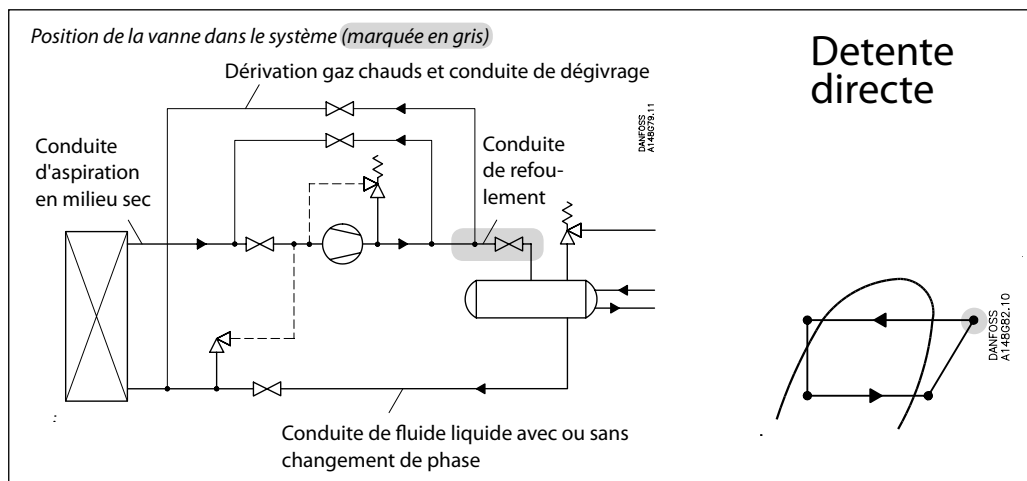 Position de la vanne dans le système (marquée en gris)
Detente
directe
Dérivation gaz chauds et conduite de dégivrage
DANFOSS
A148G79.11
Conduite
d'aspiration
en milieu sec
Conduite
de refou-
lement
DANFOSS
A148G82.10
Conduite de fluide liquide avec ou sans
changement de phase